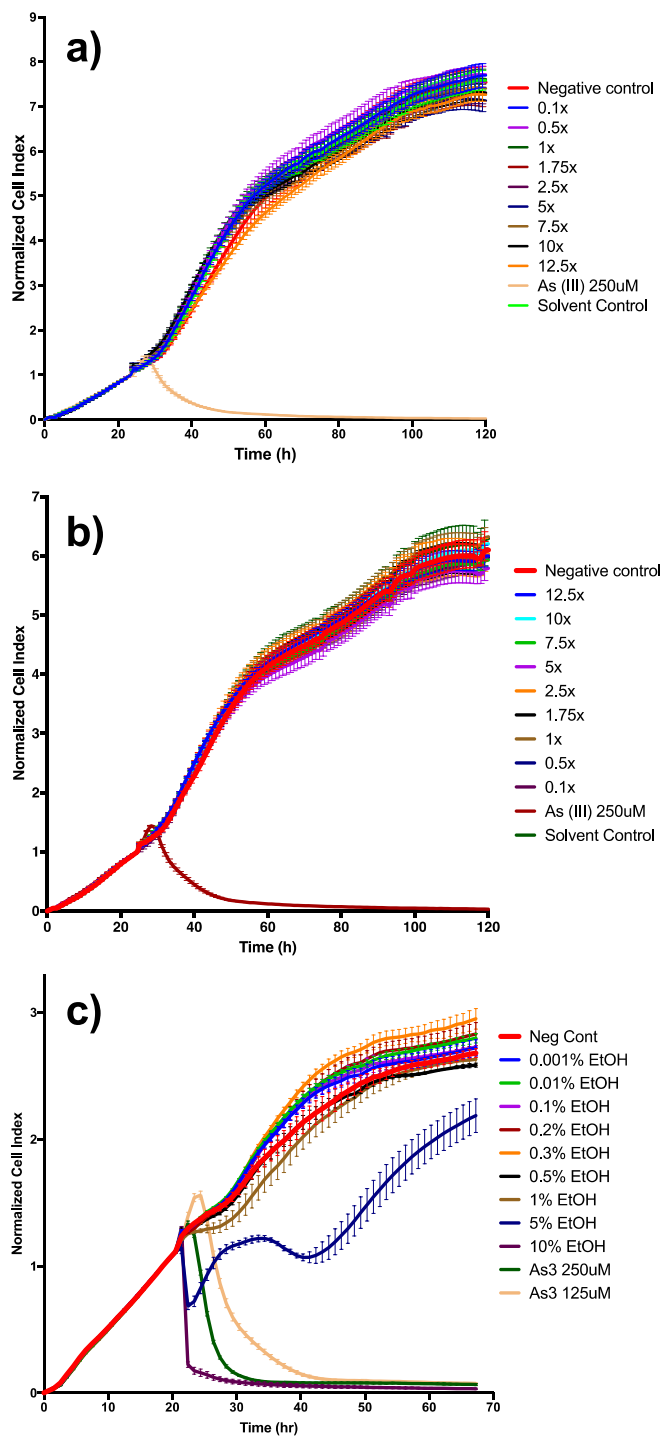 a)
9
8
7
6
5
4
3
2
1
0
Normalized Cell Index
0 20 40 60 80 100 120
Time (h)
Negative control
0.1x
0.5x
1x
1.75x
2.5x
5x
7.5x
10x
12.5x
As (III) 250uM
Solvent Control
b)
7
6
5
4
3
2
1
0
Normalized Cell Index
0 20 40 60 80 100 120
Time (h)
Negative control
12.5x
10x
7.5x
5x
2.5x
1.75x
1x
0.5x
0.1x
As (III) 250uM
Solvent Control
c)
3
2
1
0
Normalized Cell Index
0 10 20 30 40 50 60 70
Time (hr)
Neg Cont
0.001% EtOH
0.01% EtOH
0.1% EtOH
0.2% EtOH
0.3% EtOH
0.5% EtOH
1% EtOH
5% EtOH
10% EtOH
As3 250uM
As3 125uM